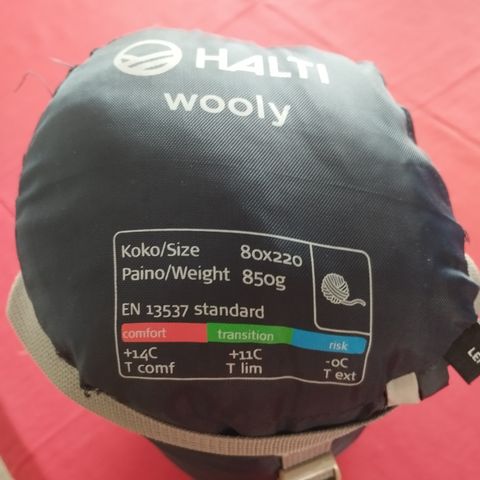 HALTI
wooly
Koko/Size 80x220
Paino/Weight 850g
EN 13537 standard
comfort transition risk
+14C +11C -0C
T comf T lim T ext